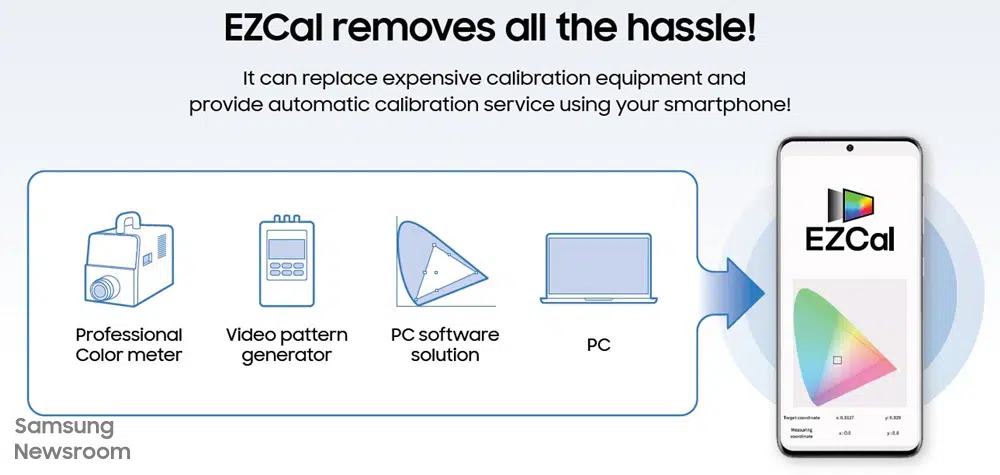 EZCal removes all the hassle!
It can replace expensive calibration equipment and
provide automatic calibration service using your smartphone!
Professional
Color meter
Video pattern
generator
PC software
solution
PC
EZCal
Target coordinate x: 0.3127 y: 0.329
Measuring
coordinate x: 0.0 y: 0.0
Samsung
Newsroom